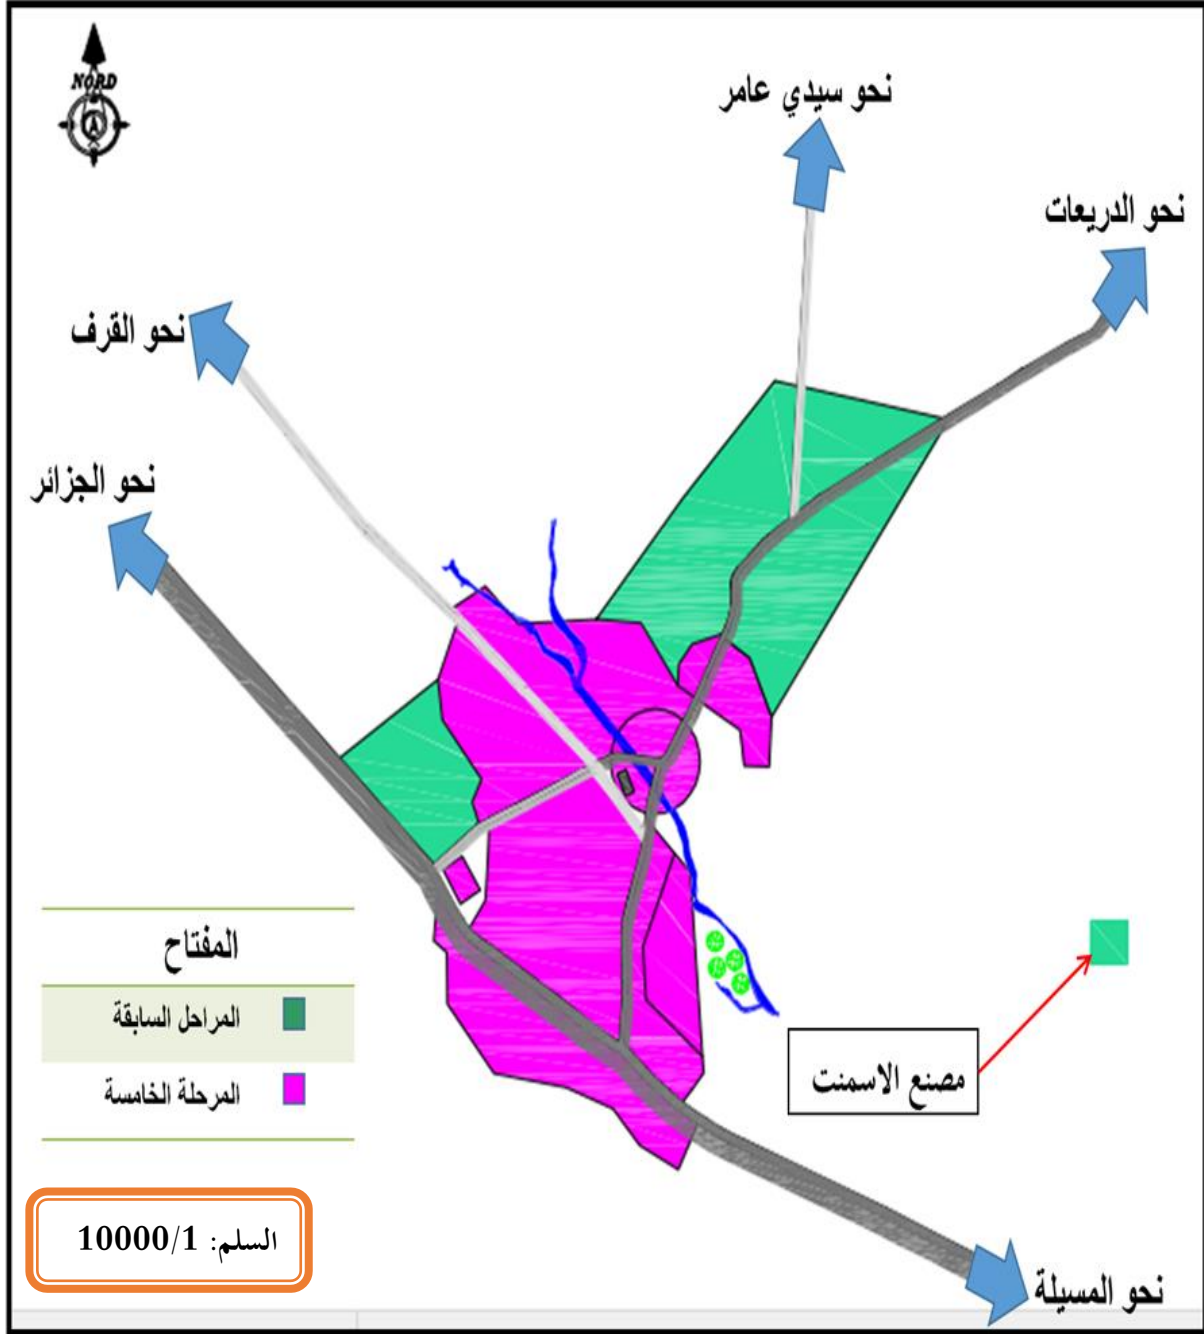 NORD
نحو سيدي عامر
نحو الدريعات
نحو القرف
نحو الجزائر
المفتاح
المراحل السابقة
المرحلة الخامسة
مصنع الاسمنت
السلم: 10000/1
نحو المسيلة